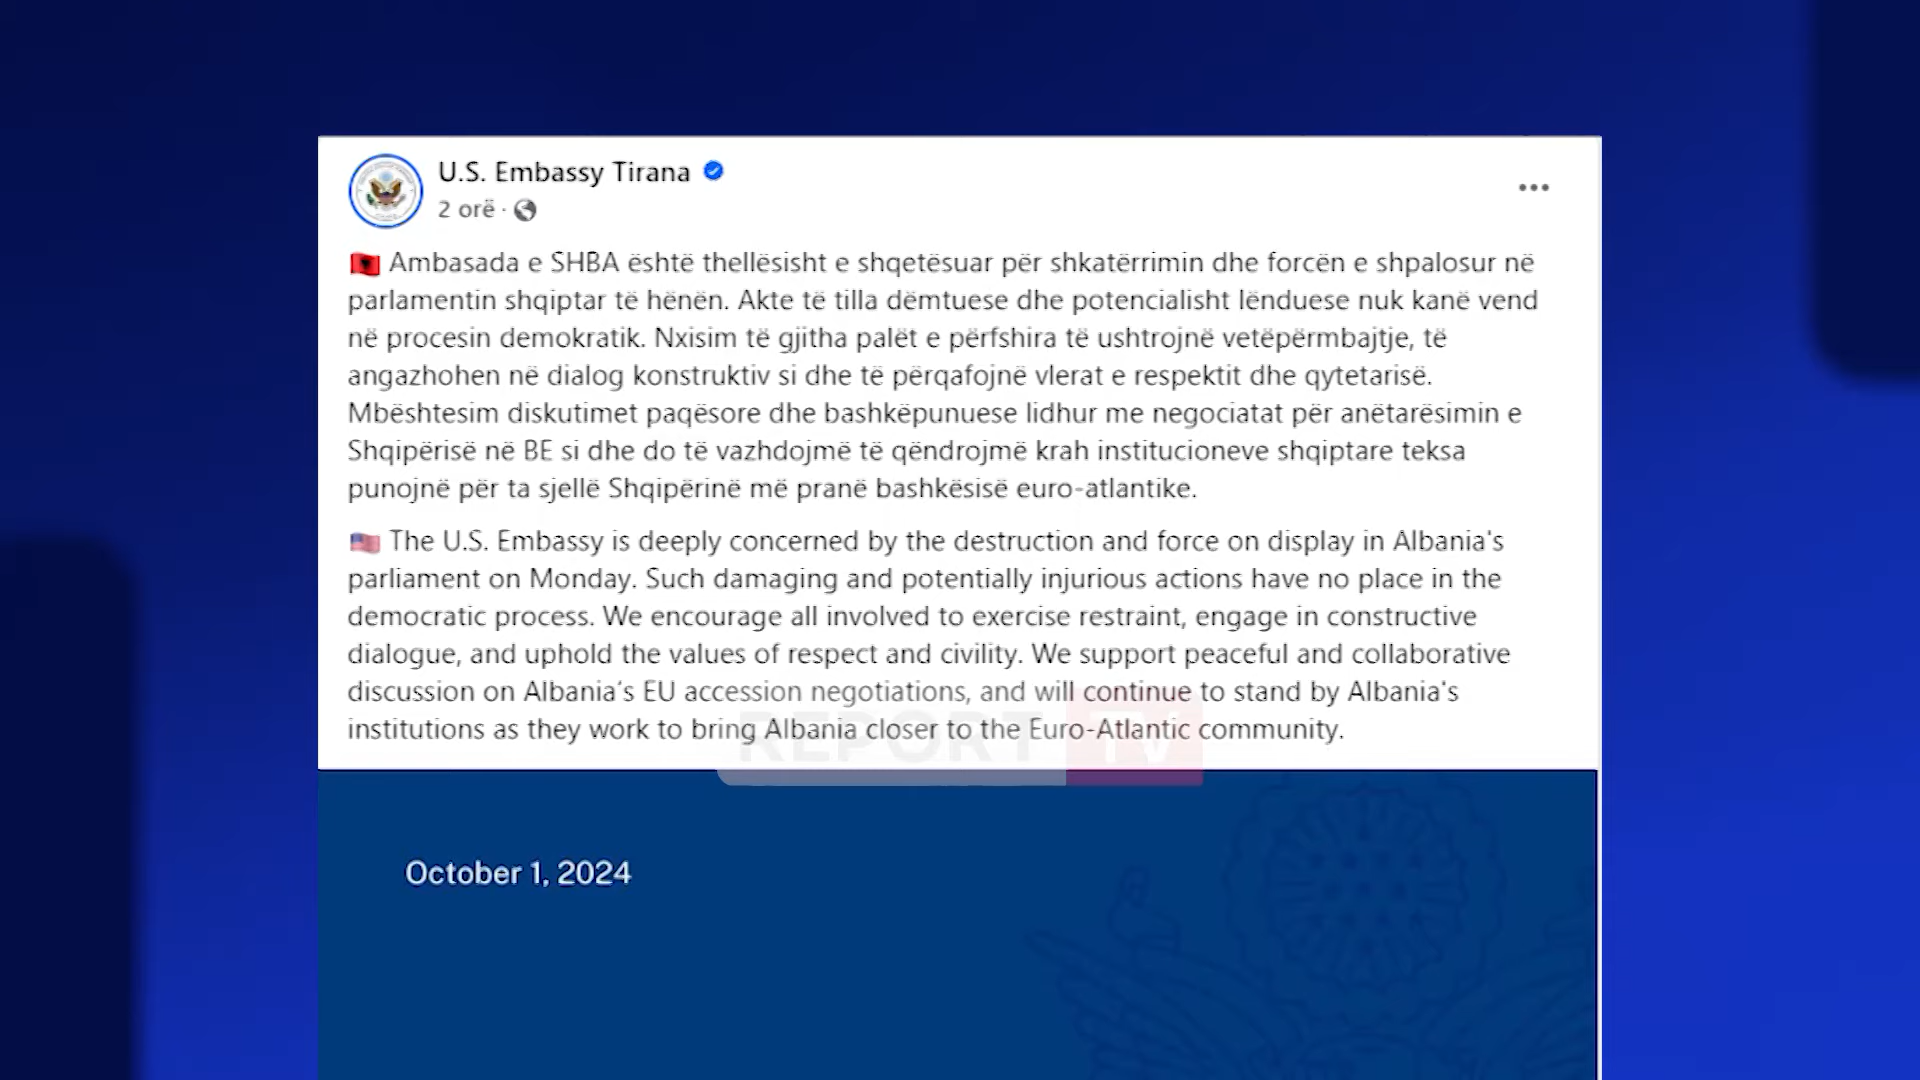 U.S. Embassy Tirana
2 orë ·
Ambasada e SHBA është thellësisht e shqetësuar për shkatërrimin dhe forcën e shpalosur në
parlamentin shqiptar të hënën. Akte të tilla dëmtuese dhe potencialisht lënduese nuk kanë vend
në procesin demokratik. Nxisim të gjitha palët e përfshira të ushtrojnë vetëpërmbajtje, të
angazhohen në dialog konstruktiv si dhe të përqafojnë vlerat e respektit dhe qytetarisë.
Mbështesim diskutimet paqësore dhe bashkëpunuese lidhur me negociatat për anëtarësimin e
Shqipërisë në BE si dhe do të vazhdojmë të qëndrojmë krah institucioneve shqiptare teksa
punojnë për ta sjellë Shqipërinë më pranë bashkësisë euro-atlantike.
The U.S. Embassy is deeply concerned by the destruction and force on display in Albania's
parliament on Monday. Such damaging and potentially injurious actions have no place in the
democratic process. We encourage all involved to exercise restraint, engage in constructive
dialogue, and uphold the values of respect and civility. We support peaceful and collaborative
discussion on Albania's EU accession negotiations, and will continue to stand by Albania's
institutions as they work to bring Albania closer to the Euro-Atlantic community.
REPORT TV
October 1, 2024